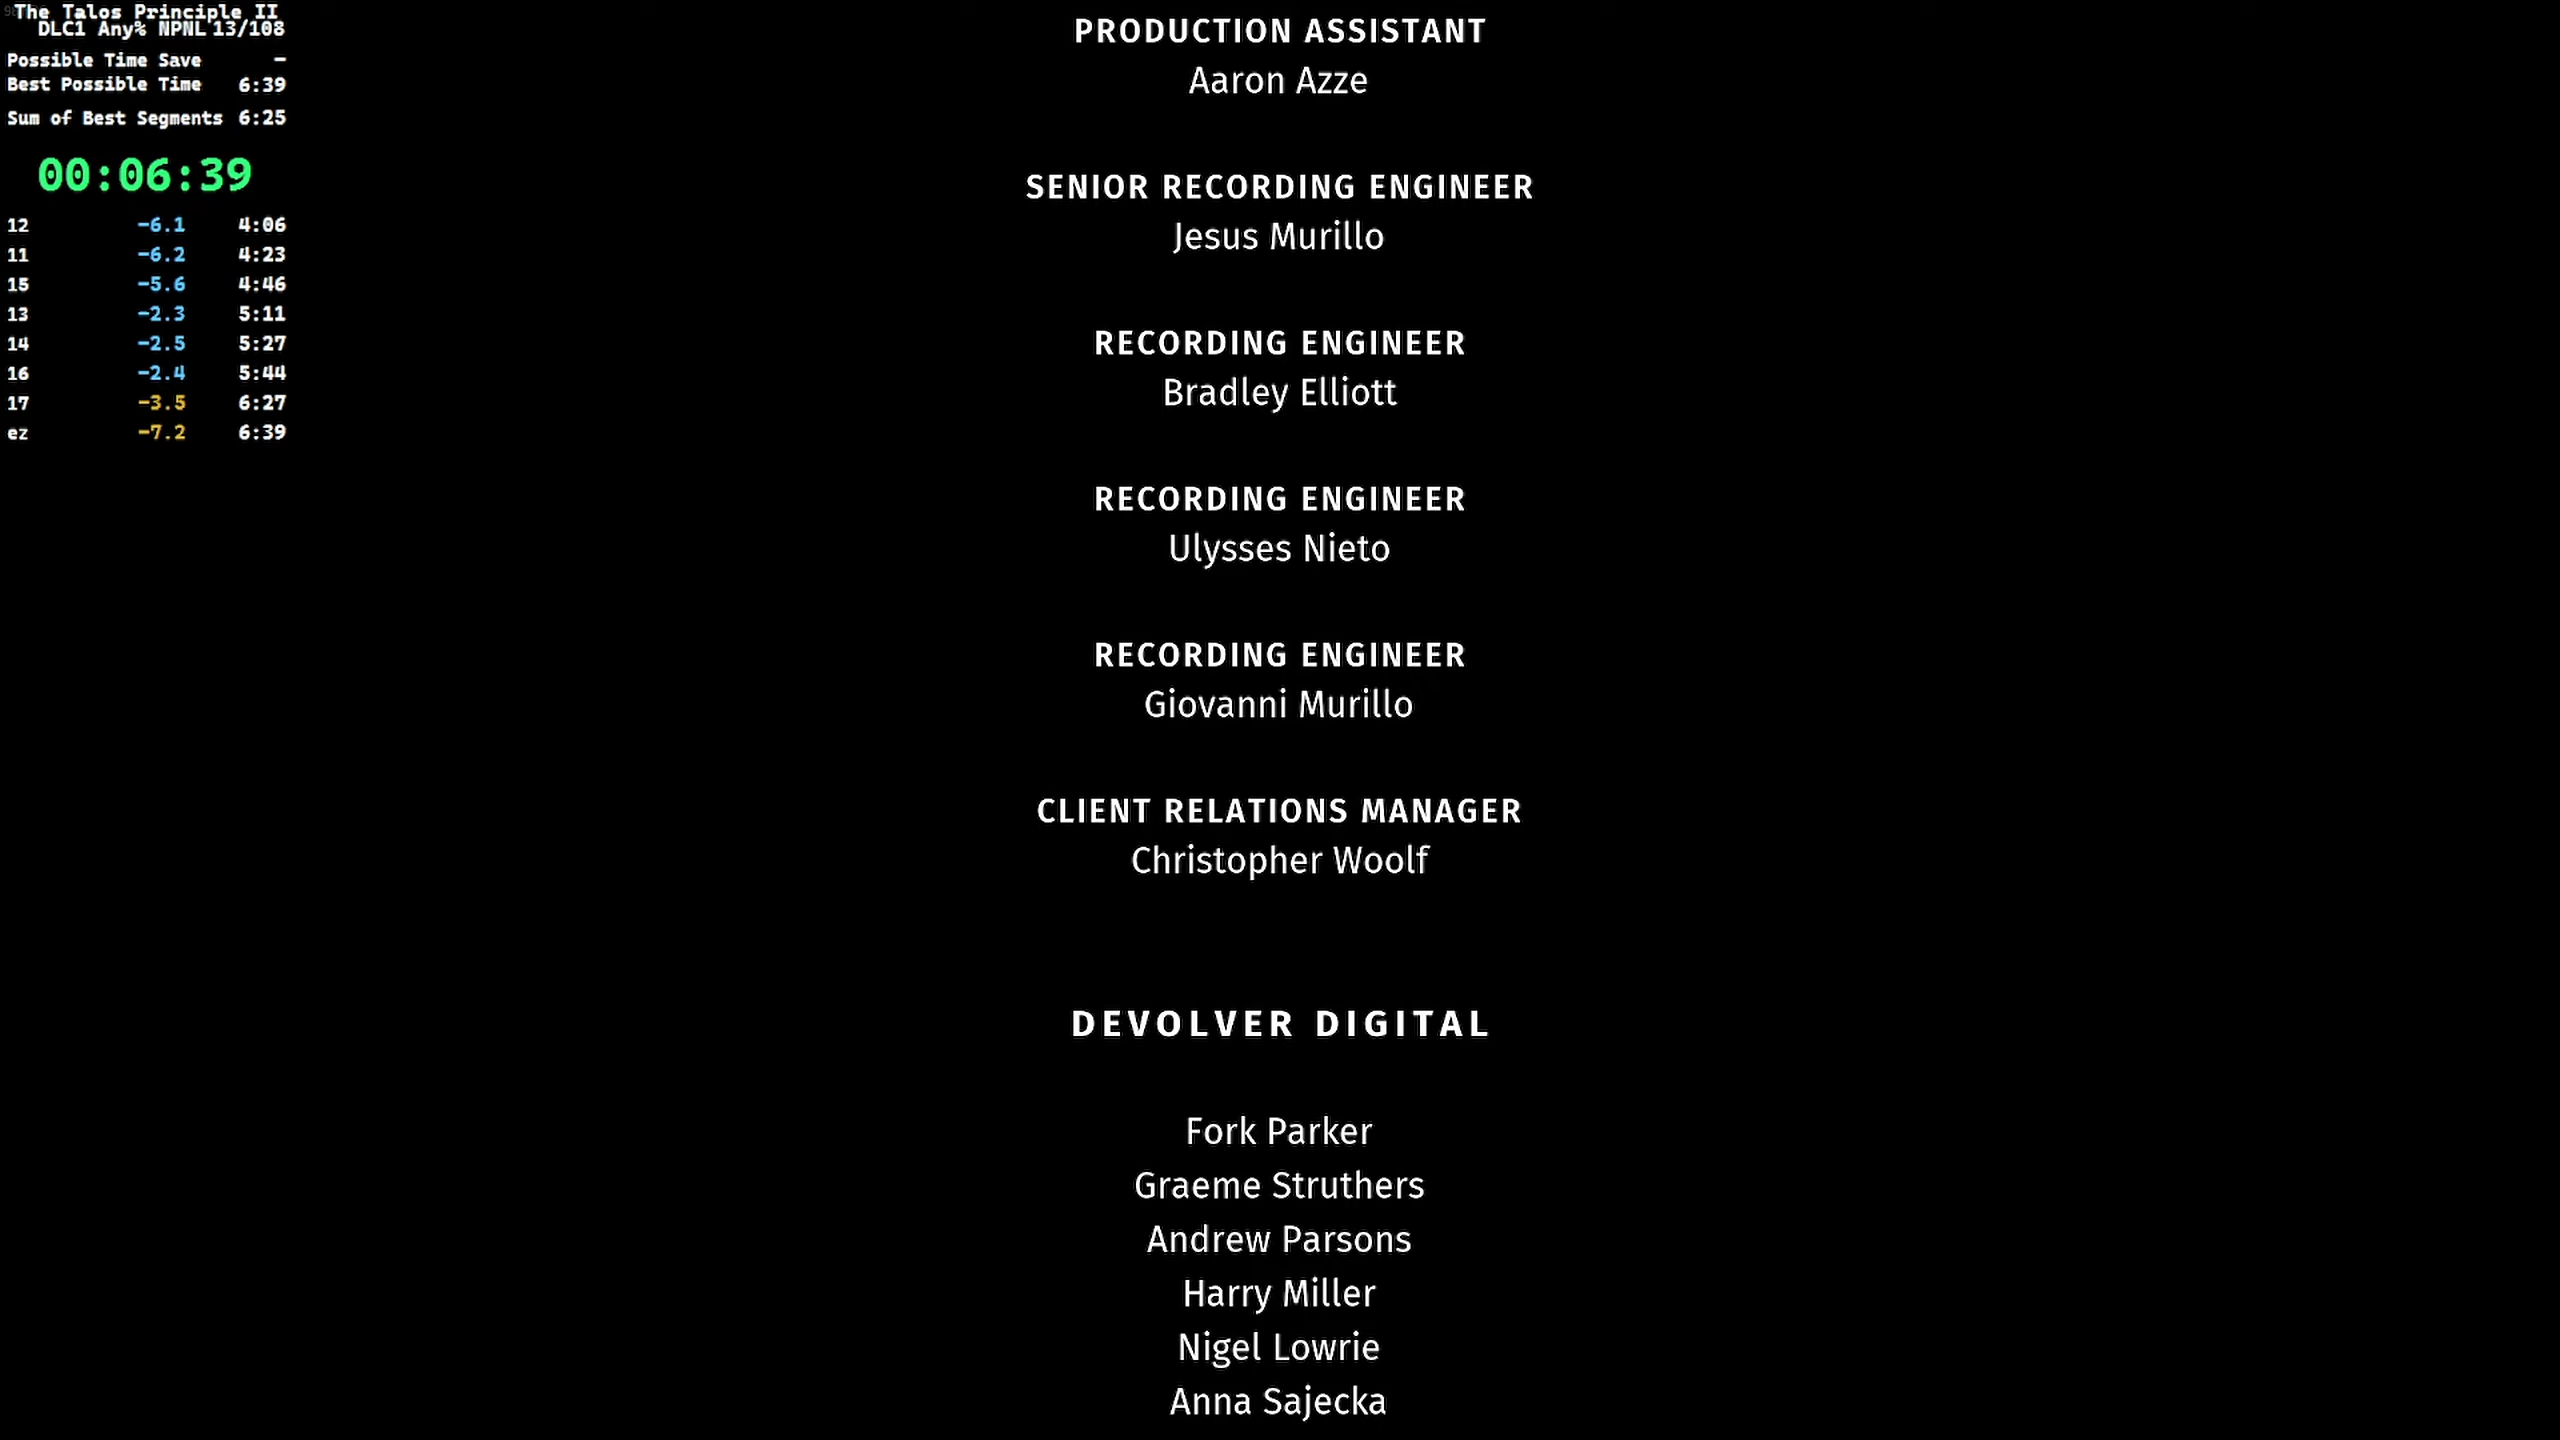 The Talos Principle II
DLC1 Any% NPNL 13/108
Possible Time Save –
Best Possible Time 6:39
Sum of Best Segments 6:25
00:06:39
12 −6.1 4:06
11 −6.2 4:23
15 −5.6 4:46
13 −2.3 5:11
14 −2.5 5:27
16 −2.4 5:44
17 −3.5 6:27
ez −7.2 6:39
PRODUCTION ASSISTANT
Aaron Azze
SENIOR RECORDING ENGINEER
Jesus Murillo
RECORDING ENGINEER
Bradley Elliott
RECORDING ENGINEER
Ulysses Nieto
RECORDING ENGINEER
Giovanni Murillo
CLIENT RELATIONS MANAGER
Christopher Woolf
DEVOLVER DIGITAL
Fork Parker
Graeme Struthers
Andrew Parsons
Harry Miller
Nigel Lowrie
Anna Sajecka